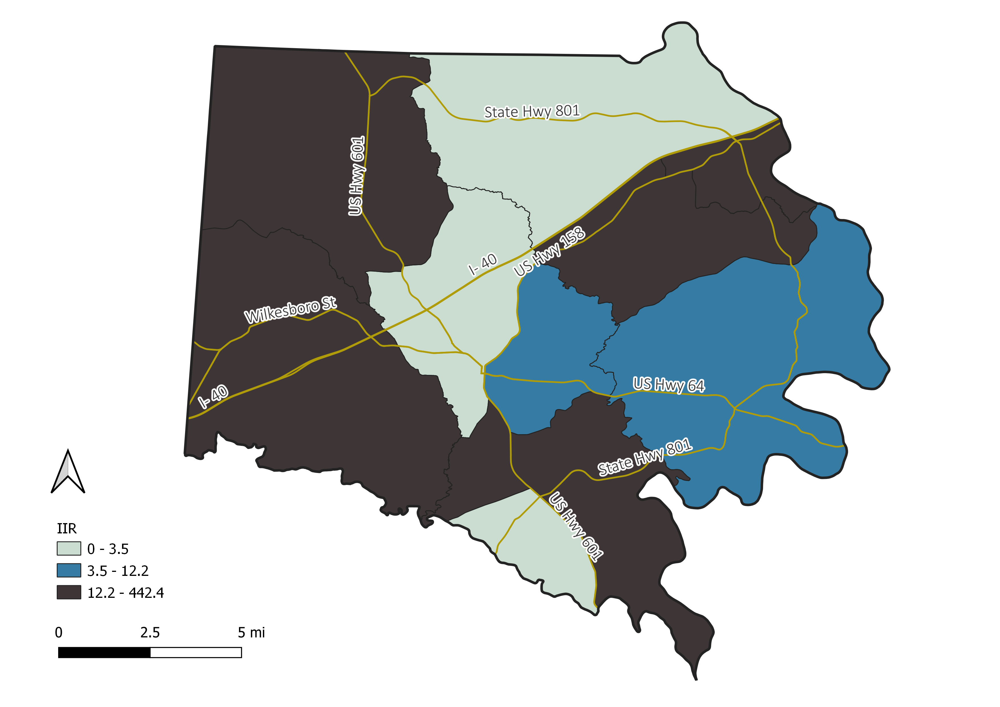 State Hwy 801
US Hwy 601
US Hwy 158
I- 40
Wilkesboro St
US Hwy 64
I- 40
State Hwy 801
US Hwy 601
IIR
0 - 3.5
3.5 - 12.2
12.2 - 442.4
0 2.5 5 mi